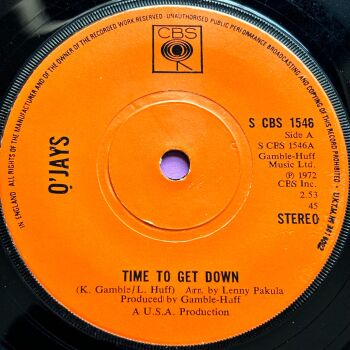 ALL RIGHTS OF THE MANUFACTURER AND OF THE OWNER OF THE RECORDED WORK RESERVED · UNAUTHORISED PUBLIC PERFORMANCE BROADCASTING AND COPYING OF THIS RECORD PROHIBITED
IN ENGLAND
CBS
S CBS 1546
Side A
S CBS 1546A
Gamble-Huff
Music Ltd.
℗ 1972
CBS Inc.
2.53
45
STEREO
O'JAYS
TIME TO GET DOWN
(K. Gamble/L. Huff) Arr. by Lenny Pakula
Produced by Gamble-Huff
A U.S.A. Production